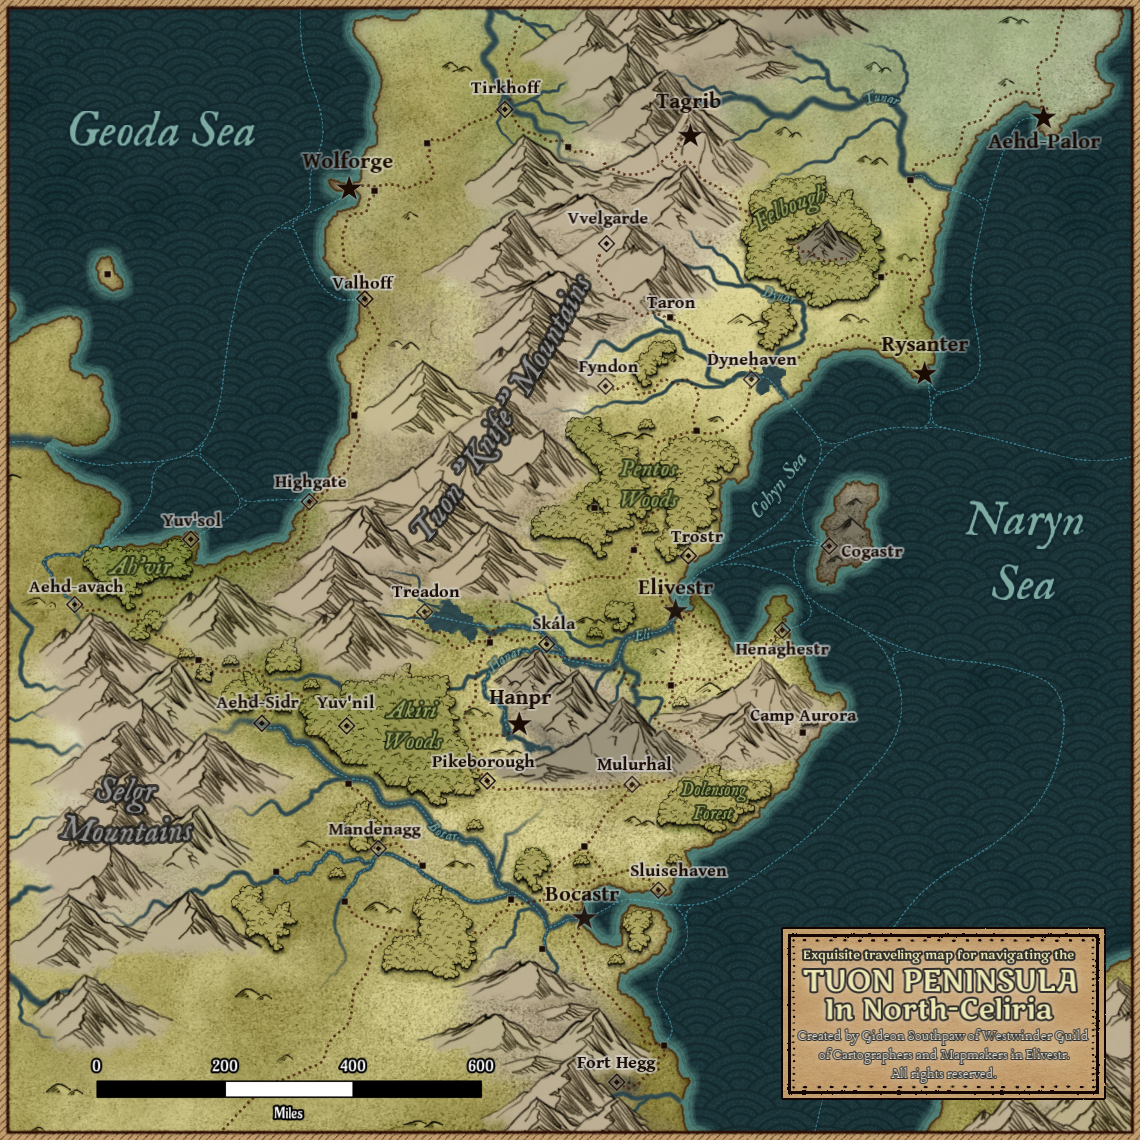 Tirkhoff
Tagrib
Tunar
Geoda Sea
Aehd-Palor
Wolforge
Felbough
Vvelgarde
Valhoff
Dynar
Taron
Rysanter
Dynehaven
Fyndon
Tuon "Knife" Mountains
Pentos
Woods
Cobyn Sea
Highgate
Naryn
Sea
Yuv'sol
Trostr
Cogastr
Ab'vir
Aehd-avach
Elivestr
Treadon
Skála
Eli
Henaghestr
Hanpr
Aehd-Sidr
Yuv'nil
Akiri
Woods
Camp Aurora
Pikeborough
Mulurhal
Selgr
Mountains
Dolensong
Forest
Mandenagg
Botar
Sluisehaven
Bocastr
Exquisite traveling map for navigating the
TUON PENINSULA
In North-Celiria
Created by Gideon Southpaw of Westwinder Guild
of Cartographers and Mapmakers in Elivestr.
All rights reserved.
Fort Hegg
0 200 400 600
Miles